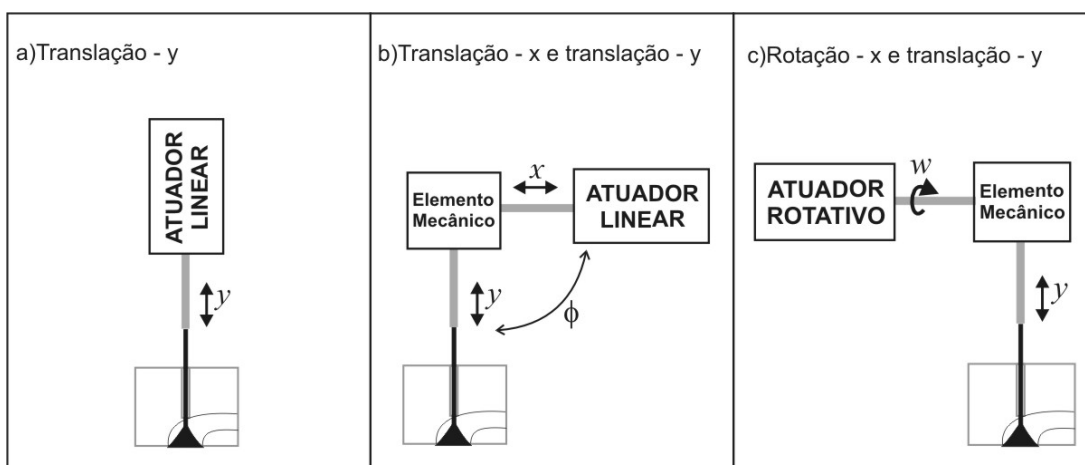 a)Translação - y
ATUADOR
LINEAR
y
b)Translação - x e translação - y
Elemento
Mecânico
x
ATUADOR
LINEAR
y
ϕ
c)Rotação - x e translação - y
ATUADOR
ROTATIVO
w
Elemento
Mecânico
y